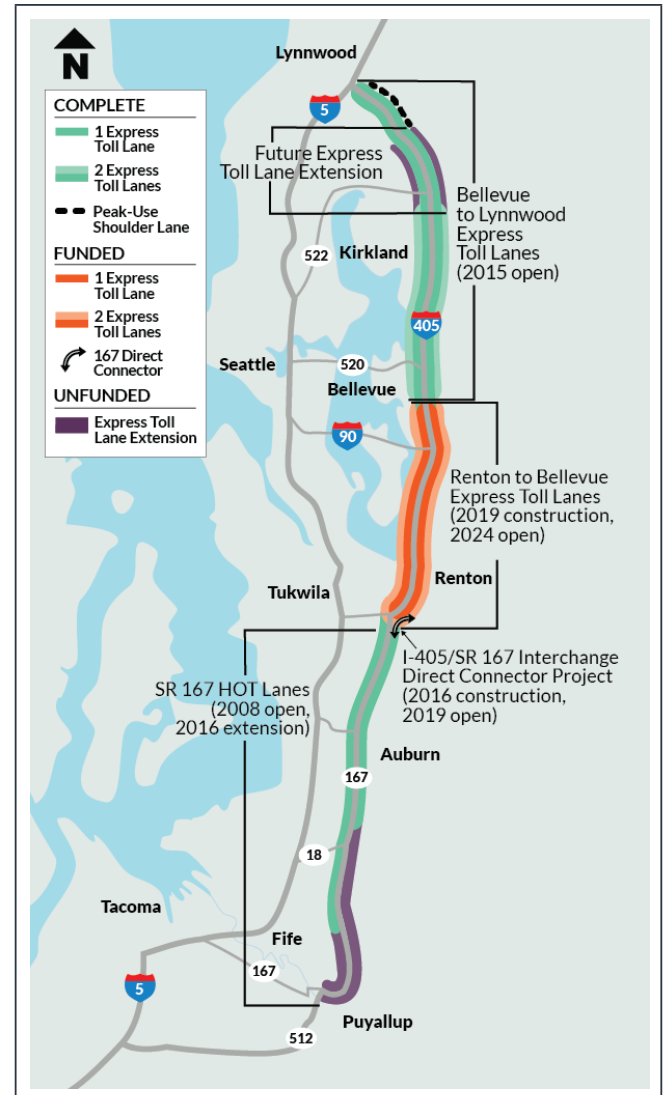 N
COMPLETE
1 Express
Toll Lane
2 Express
Toll Lanes
Peak-Use
Shoulder Lane
FUNDED
1 Express
Toll Lane
2 Express
Toll Lanes
167 Direct
Connector
UNFUNDED
Express Toll
Lane Extension
Lynnwood
5
Future Express
Toll Lane Extension
Bellevue
to Lynnwood
Express
Toll Lanes
(2015 open)
522
Kirkland
405
Seattle
520
Bellevue
90
Renton to Bellevue
Express Toll Lanes
(2019 construction,
2024 open)
Renton
Tukwila
I-405/SR 167 Interchange
Direct Connector Project
(2016 construction,
2019 open)
SR 167 HOT Lanes
(2008 open,
2016 extension)
Auburn
167
18
Tacoma
Fife
167
5
Puyallup
512